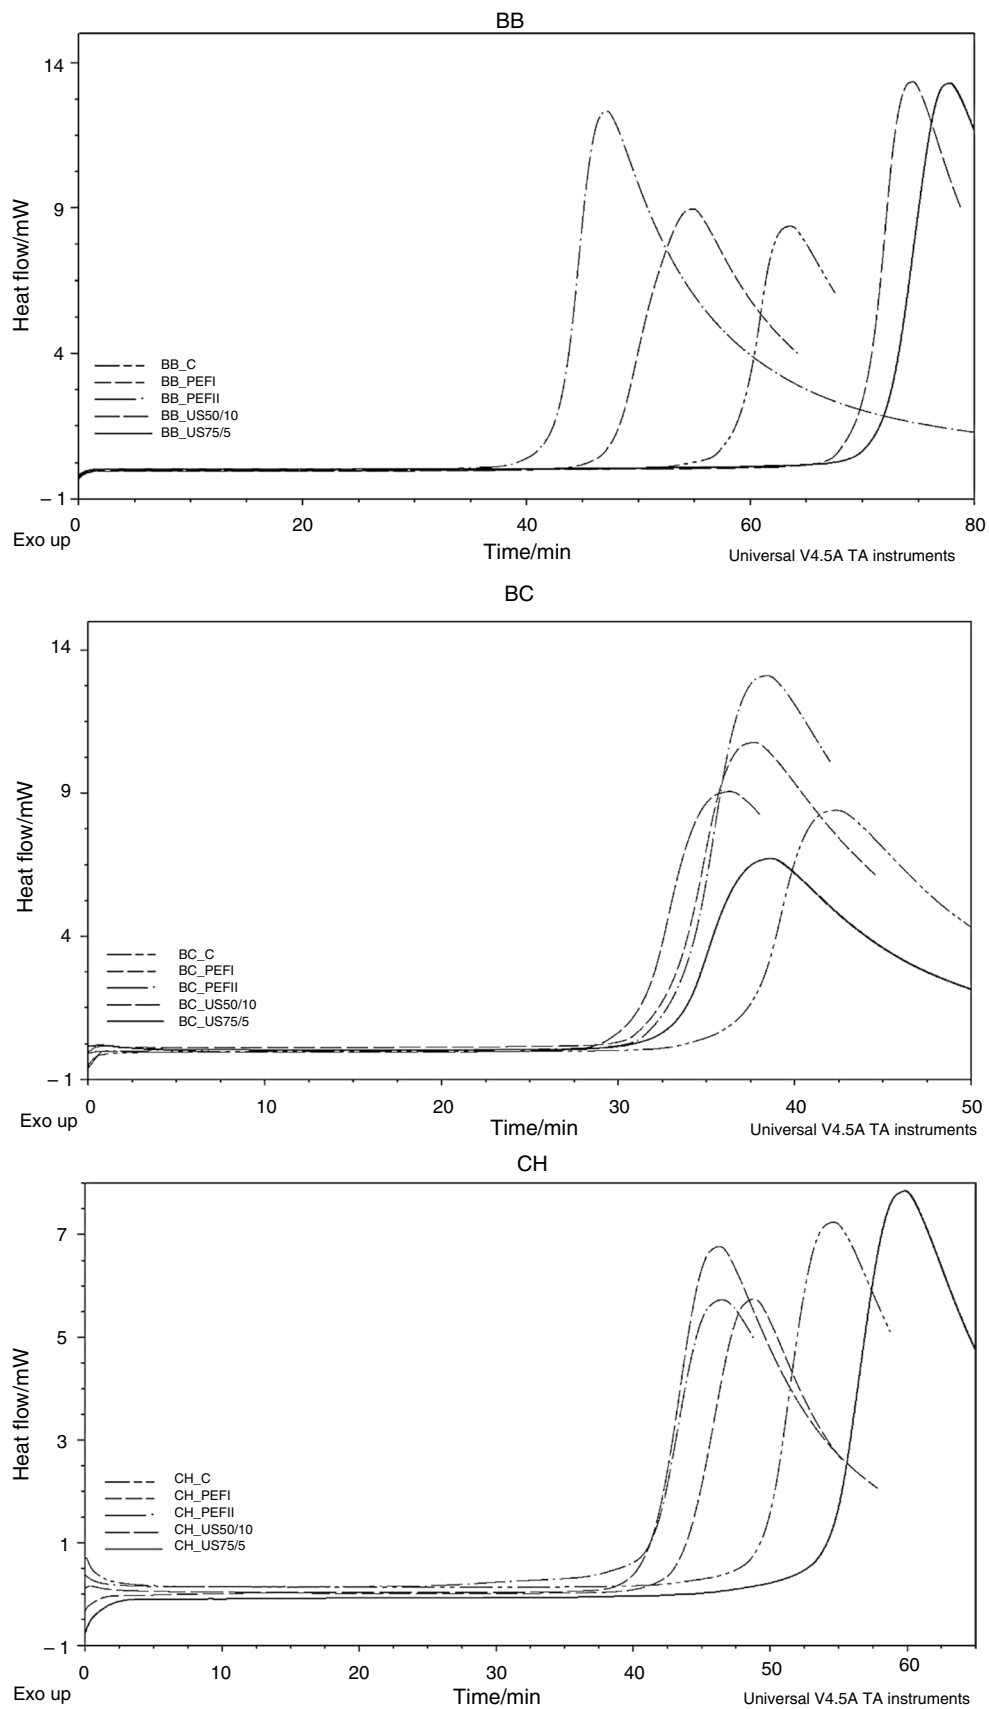 BB
14
9
4
– 1
Heat flow/mW
BB_C
BB_PEFI
BB_PEFII
BB_US50/10
BB_US75/5
0 20 40 60 80
Exo up
Time/min
Universal V4.5A TA instruments
BC
14
9
4
– 1
Heat flow/mW
BC_C
BC_PEFI
BC_PEFII
BC_US50/10
BC_US75/5
0 10 20 30 40 50
Exo up
Time/min
Universal V4.5A TA instruments
CH
7
5
3
1
– 1
Heat flow/mW
CH_C
CH_PEFI
CH_PEFII
CH_US50/10
CH_US75/5
0 10 20 30 40 50 60
Exo up
Time/min
Universal V4.5A TA instruments